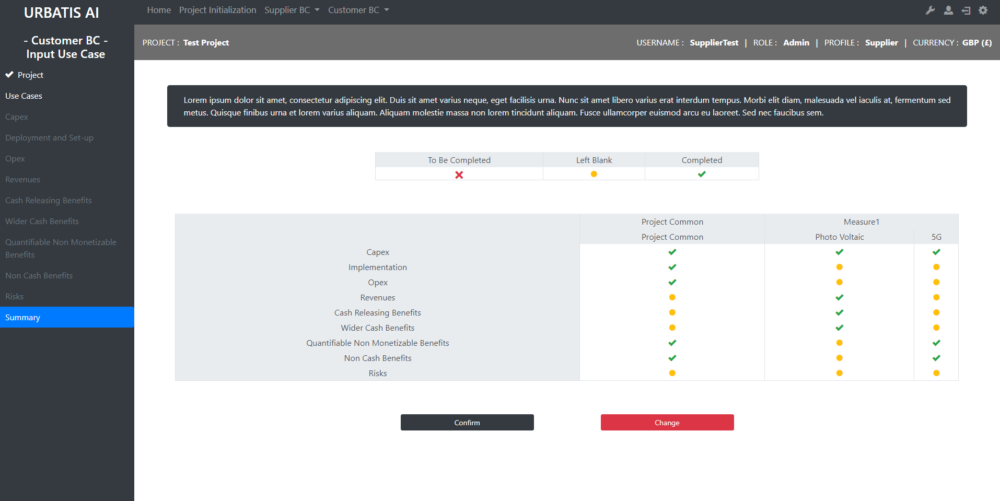 URBATIS AI
Home Project Initialization Supplier BC Customer BC
- Customer BC -
Input Use Case
PROJECT : Test Project USERNAME : SupplierTest | ROLE : Admin | PROFILE : Supplier | CURRENCY : GBP (£)
Project
Use Cases
Capex
Deployment and Set-up
Opex
Revenues
Cash Releasing Benefits
Wider Cash Benefits
Quantifiable Non Monetizable
Benefits
Non Cash Benefits
Risks
Summary
Lorem ipsum dolor sit amet, consectetur adipiscing elit. Duis sit amet varius neque, eget facilisis urna. Nunc sit amet libero varius erat interdum tempus. Morbi elit diam, malesuada vel iaculis at, fermentum sed
metus. Quisque finibus urna et lorem varius aliquam. Aliquam molestie massa non lorem tincidunt aliquam. Fusce ullamcorper euismod arcu eu laoreet. Sed nec faucibus sem.
To Be Completed Left Blank Completed
Project Common Measure1
Project Common Photo Voltaic 5G
Capex
Implementation
Opex
Revenues
Cash Releasing Benefits
Wider Cash Benefits
Quantifiable Non Monetizable Benefits
Non Cash Benefits
Risks
Confirm Change